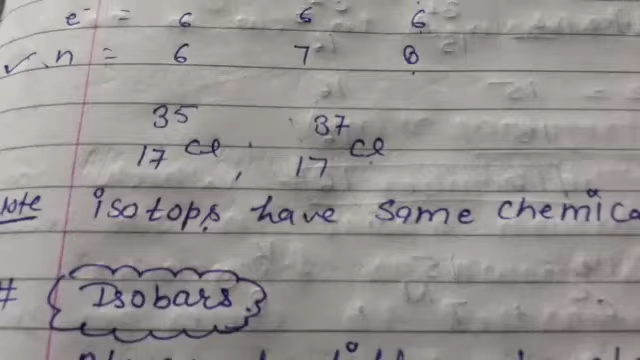 e⁻ = 6 6 6
✓ n = 6 7 8
35 37
17 Cl, 17 Cl
Note isotops have same chemica
# Isobars